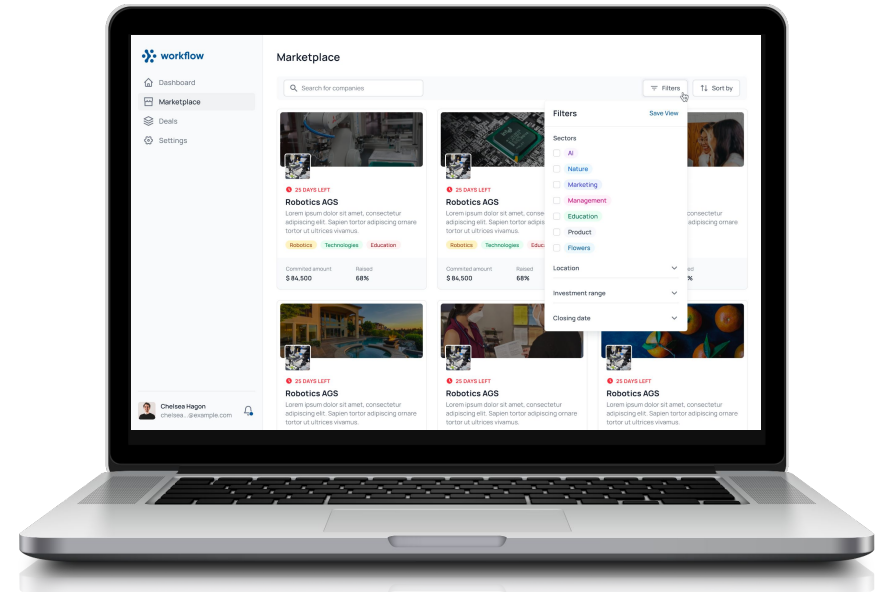 workflow
Dashboard
Marketplace
Deals
Settings
Chelsea Hagon
chelsea...@example.com
Marketplace
Search for companies
Filters
Sort by
Filters
Save View
Sectors
AI
Nature
Marketing
Management
Education
Product
Flowers
Location
Investment range
Closing date
25 DAYS LEFT
Robotics AGS
Lorem ipsum dolor sit amet, consectetur
adipiscing elit. Sapien tortor adipiscing ornare
tortor ut ultrices vivamus.
Robotics Technologies Education
Commited amount Raised
$ 84,500 68%
intel
25 DAYS LEFT
Robotics AGS
Lorem ipsum dolor sit amet, conse
adipiscing elit. Sapien tortor adipis
tortor ut ultrices vivamus.
Robotics Technologies Educ
Commited amount Raised
$ 84,500 68%
onsectetur
adipiscing ornare
25 DAYS LEFT
Robotics AGS
Lorem ipsum dolor sit amet, consectetur
adipiscing elit. Sapien tortor adipiscing ornare
tortor ut ultrices vivamus.
25 DAYS LEFT
Robotics AGS
Lorem ipsum dolor sit amet, consectetur
adipiscing elit. Sapien tortor adipiscing ornare
tortor ut ultrices vivamus.
25 DAYS LEFT
Robotics AGS
Lorem ipsum dolor sit amet, consectetur
adipiscing elit. Sapien tortor adipiscing ornare
tortor ut ultrices vivamus.